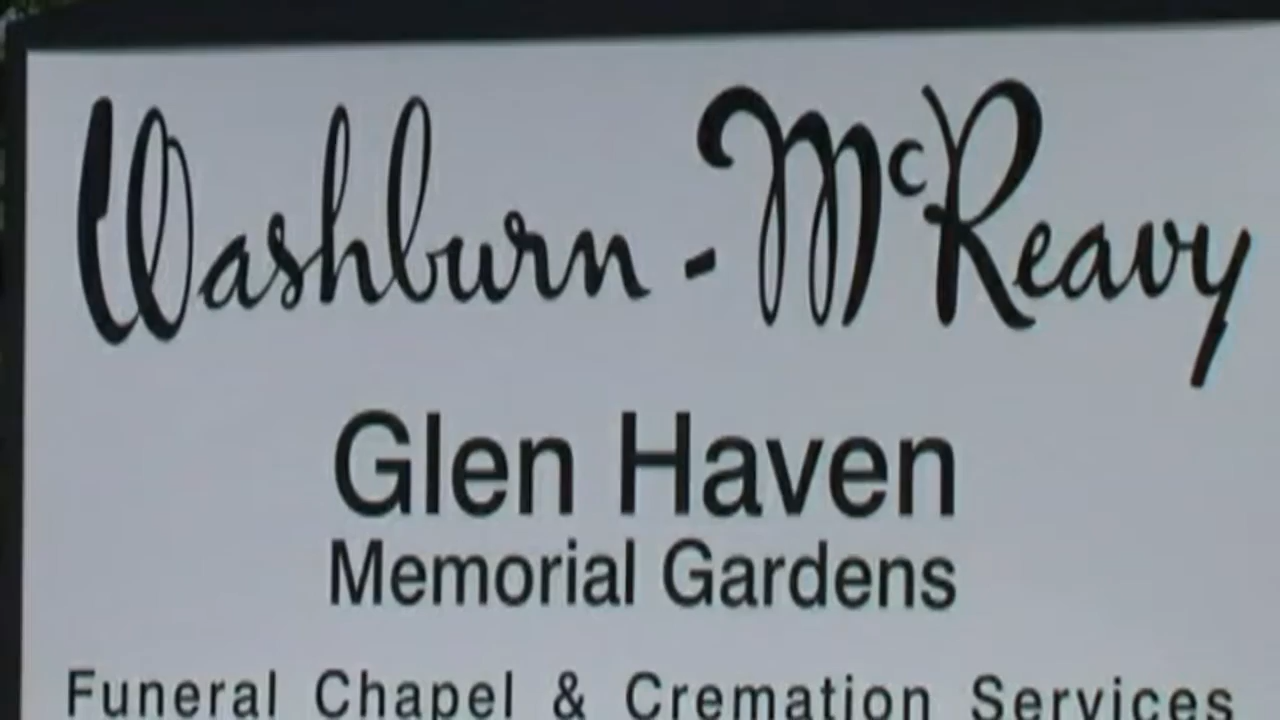 Washburn - McReavy
Glen Haven
Memorial Gardens
Funeral Chapel & Cremation Services